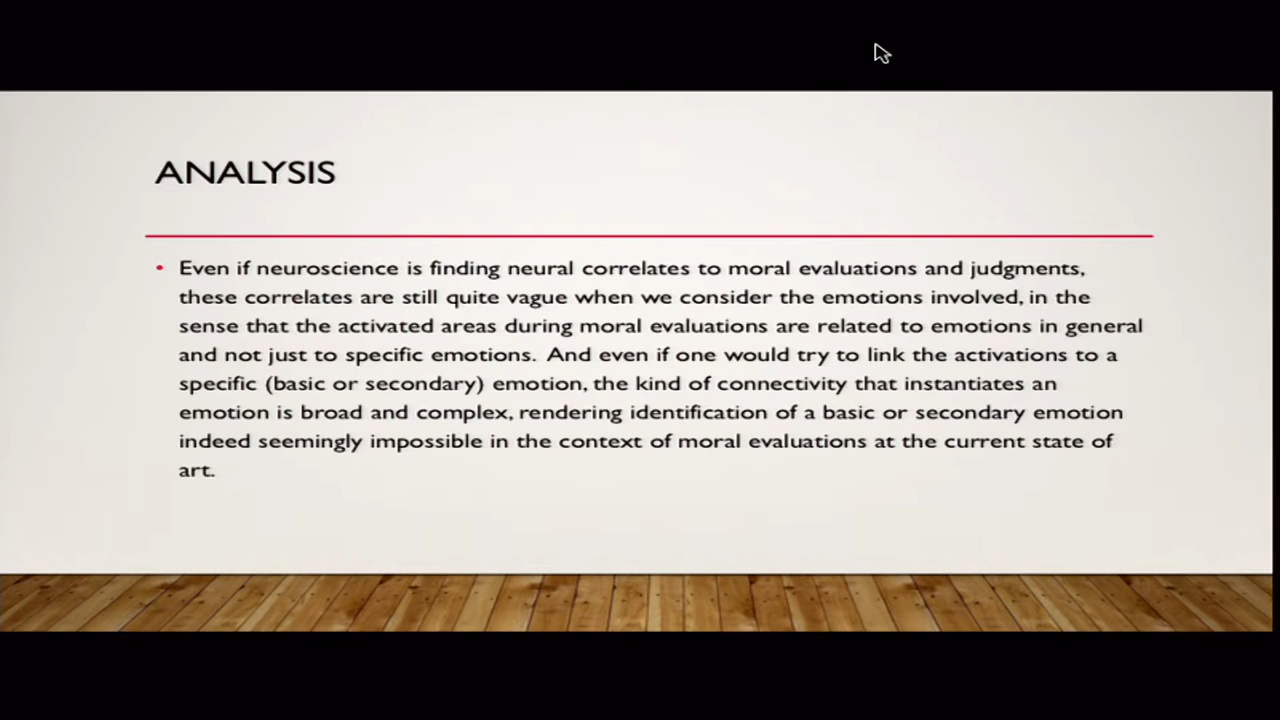 ANALYSIS
• Even if neuroscience is finding neural correlates to moral evaluations and judgments,
these correlates are still quite vague when we consider the emotions involved, in the
sense that the activated areas during moral evaluations are related to emotions in general
and not just to specific emotions. And even if one would try to link the activations to a
specific (basic or secondary) emotion, the kind of connectivity that instantiates an
emotion is broad and complex, rendering identification of a basic or secondary emotion
indeed seemingly impossible in the context of moral evaluations at the current state of
art.